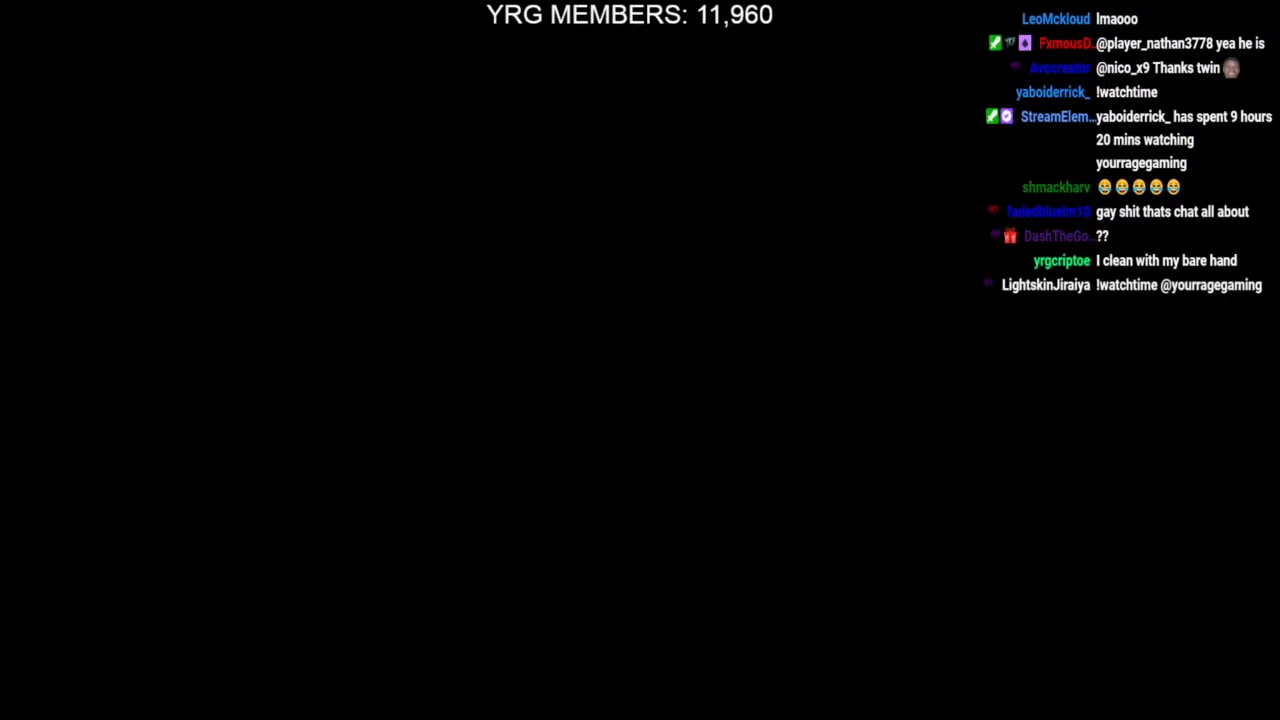 YRG MEMBERS: 11,960
LeoMckloud lmaooo
FxmousD.. @player_nathan3778 yea he is
Avocreator @nico_x9 Thanks twin
yaboiderrick_ !watchtime
StreamElem... yaboiderrick_ has spent 9 hours
20 mins watching
yourragegaming
shmackharv 😂😂😂😂😂
gay shit thats chat all about
DashTheGo.. ??
yrgcriptoe I clean with my bare hand
LightskinJiraiya !watchtime @yourragegaming